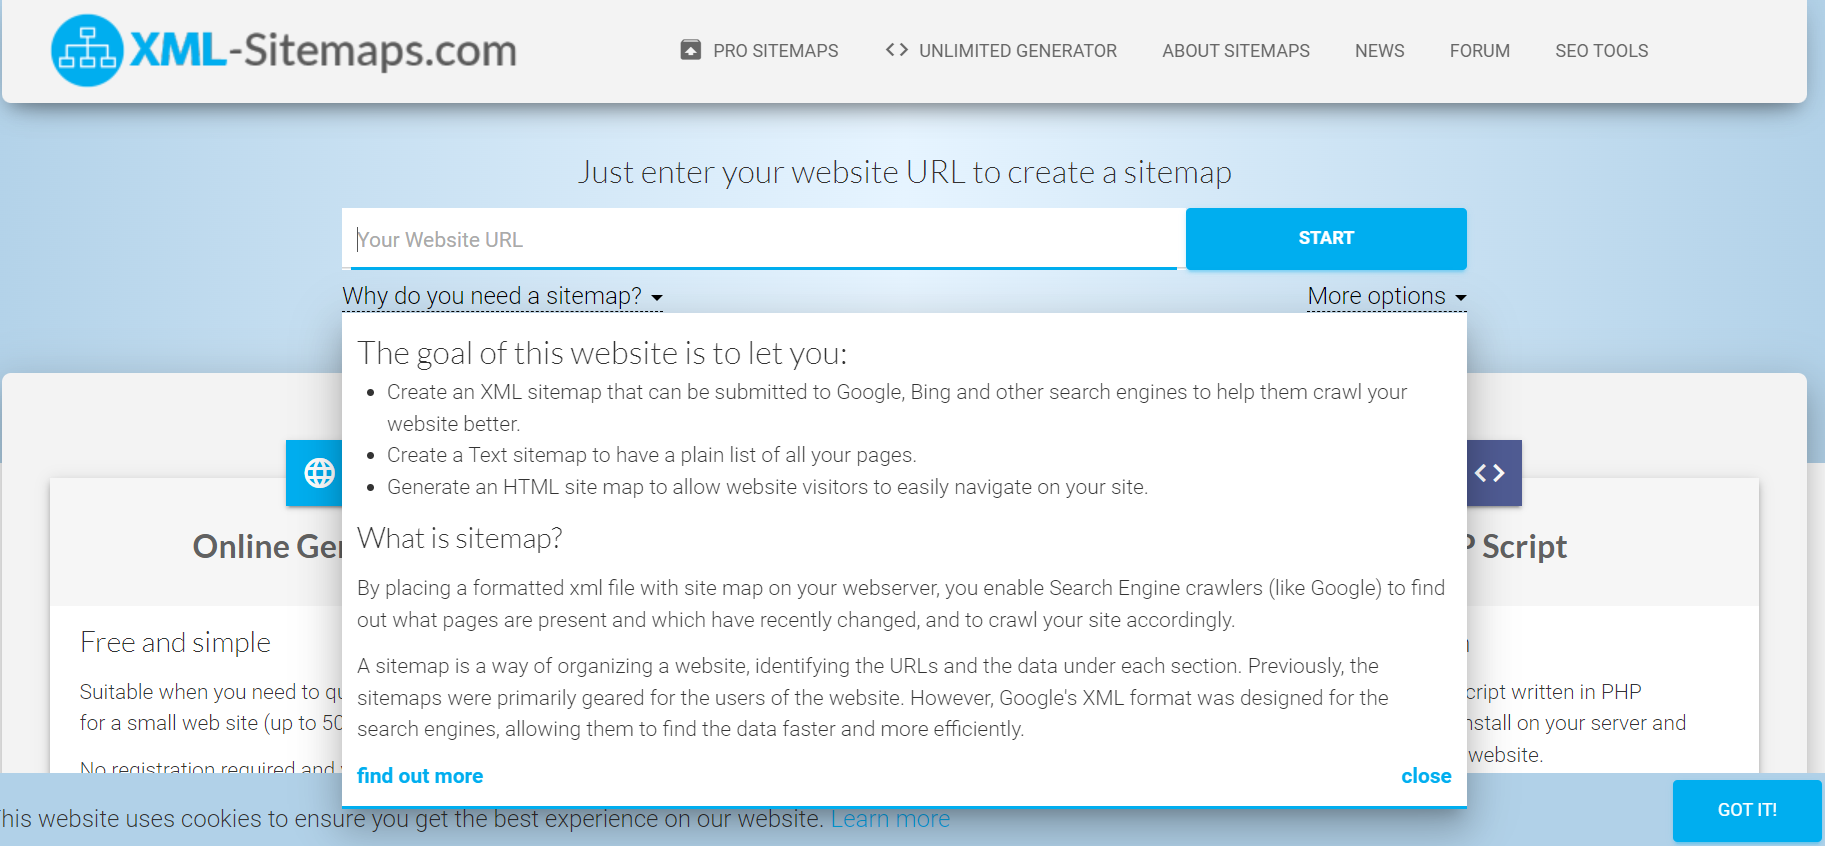 XML-Sitemaps.com
PRO SITEMAPS
UNLIMITED GENERATOR
ABOUT SITEMAPS
NEWS
FORUM
SEO TOOLS
Just enter your website URL to create a sitemap
Your Website URL
START
Why do you need a sitemap?
More options
The goal of this website is to let you:
Create an XML sitemap that can be submitted to Google, Bing and other search engines to help them crawl your
website better.
Create a Text sitemap to have a plain list of all your pages.
Generate an HTML site map to allow website visitors to easily navigate on your site.
What is sitemap?
By placing a formatted xml file with site map on your webserver, you enable Search Engine crawlers (like Google) to find
out what pages are present and which have recently changed, and to crawl your site accordingly.
A sitemap is a way of organizing a website, identifying the URLs and the data under each section. Previously, the
sitemaps were primarily geared for the users of the website. However, Google's XML format was designed for the
search engines, allowing them to find the data faster and more efficiently.
find out more
close
Online
Free and simple
Suitable when you need to
for a small web site (up to
No registration required and
Script
written in PHP
on your server and
website.
This website uses cookies to ensure you get the best experience on our website. Learn more
GOT IT!